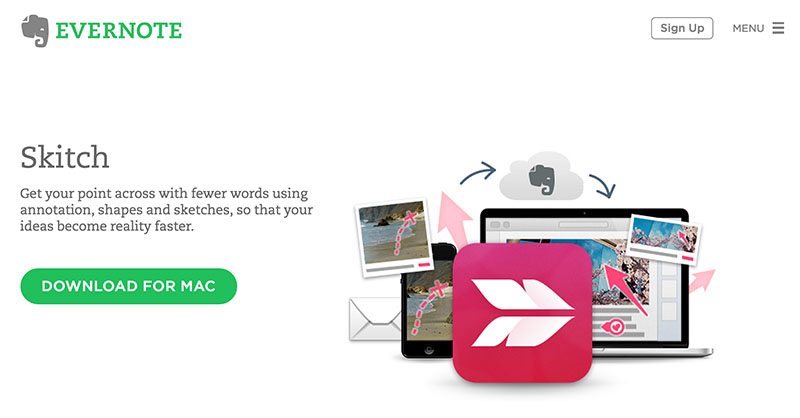 EVERNOTE
Sign Up
MENU
Skitch
Get your point across with fewer words using
annotation, shapes and sketches, so that your
ideas become reality faster.
DOWNLOAD FOR MAC